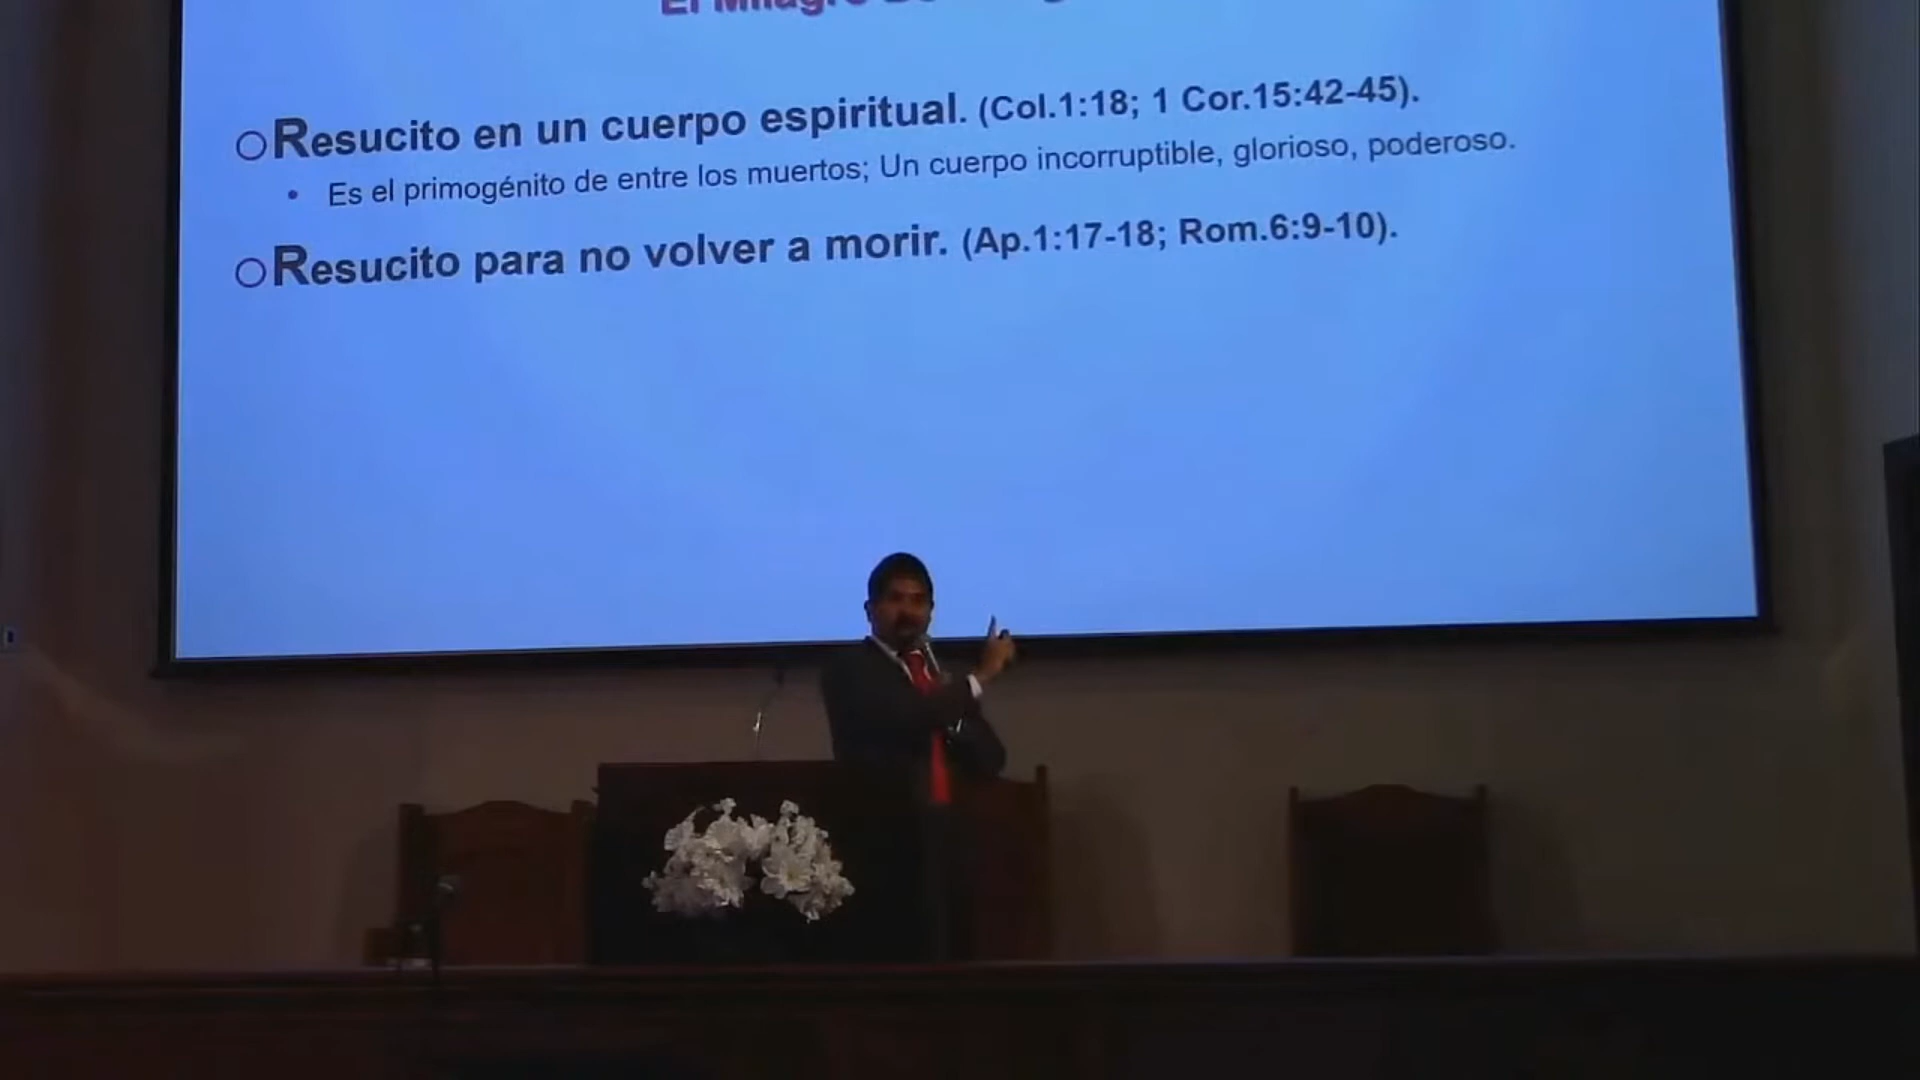 El Milagro
○Resucito en un cuerpo espiritual. (Col.1:18; 1 Cor.15:42-45).
• Es el primogénito de entre los muertos; Un cuerpo incorruptible, glorioso, poderoso.
○Resucito para no volver a morir. (Ap.1:17-18; Rom.6:9-10).